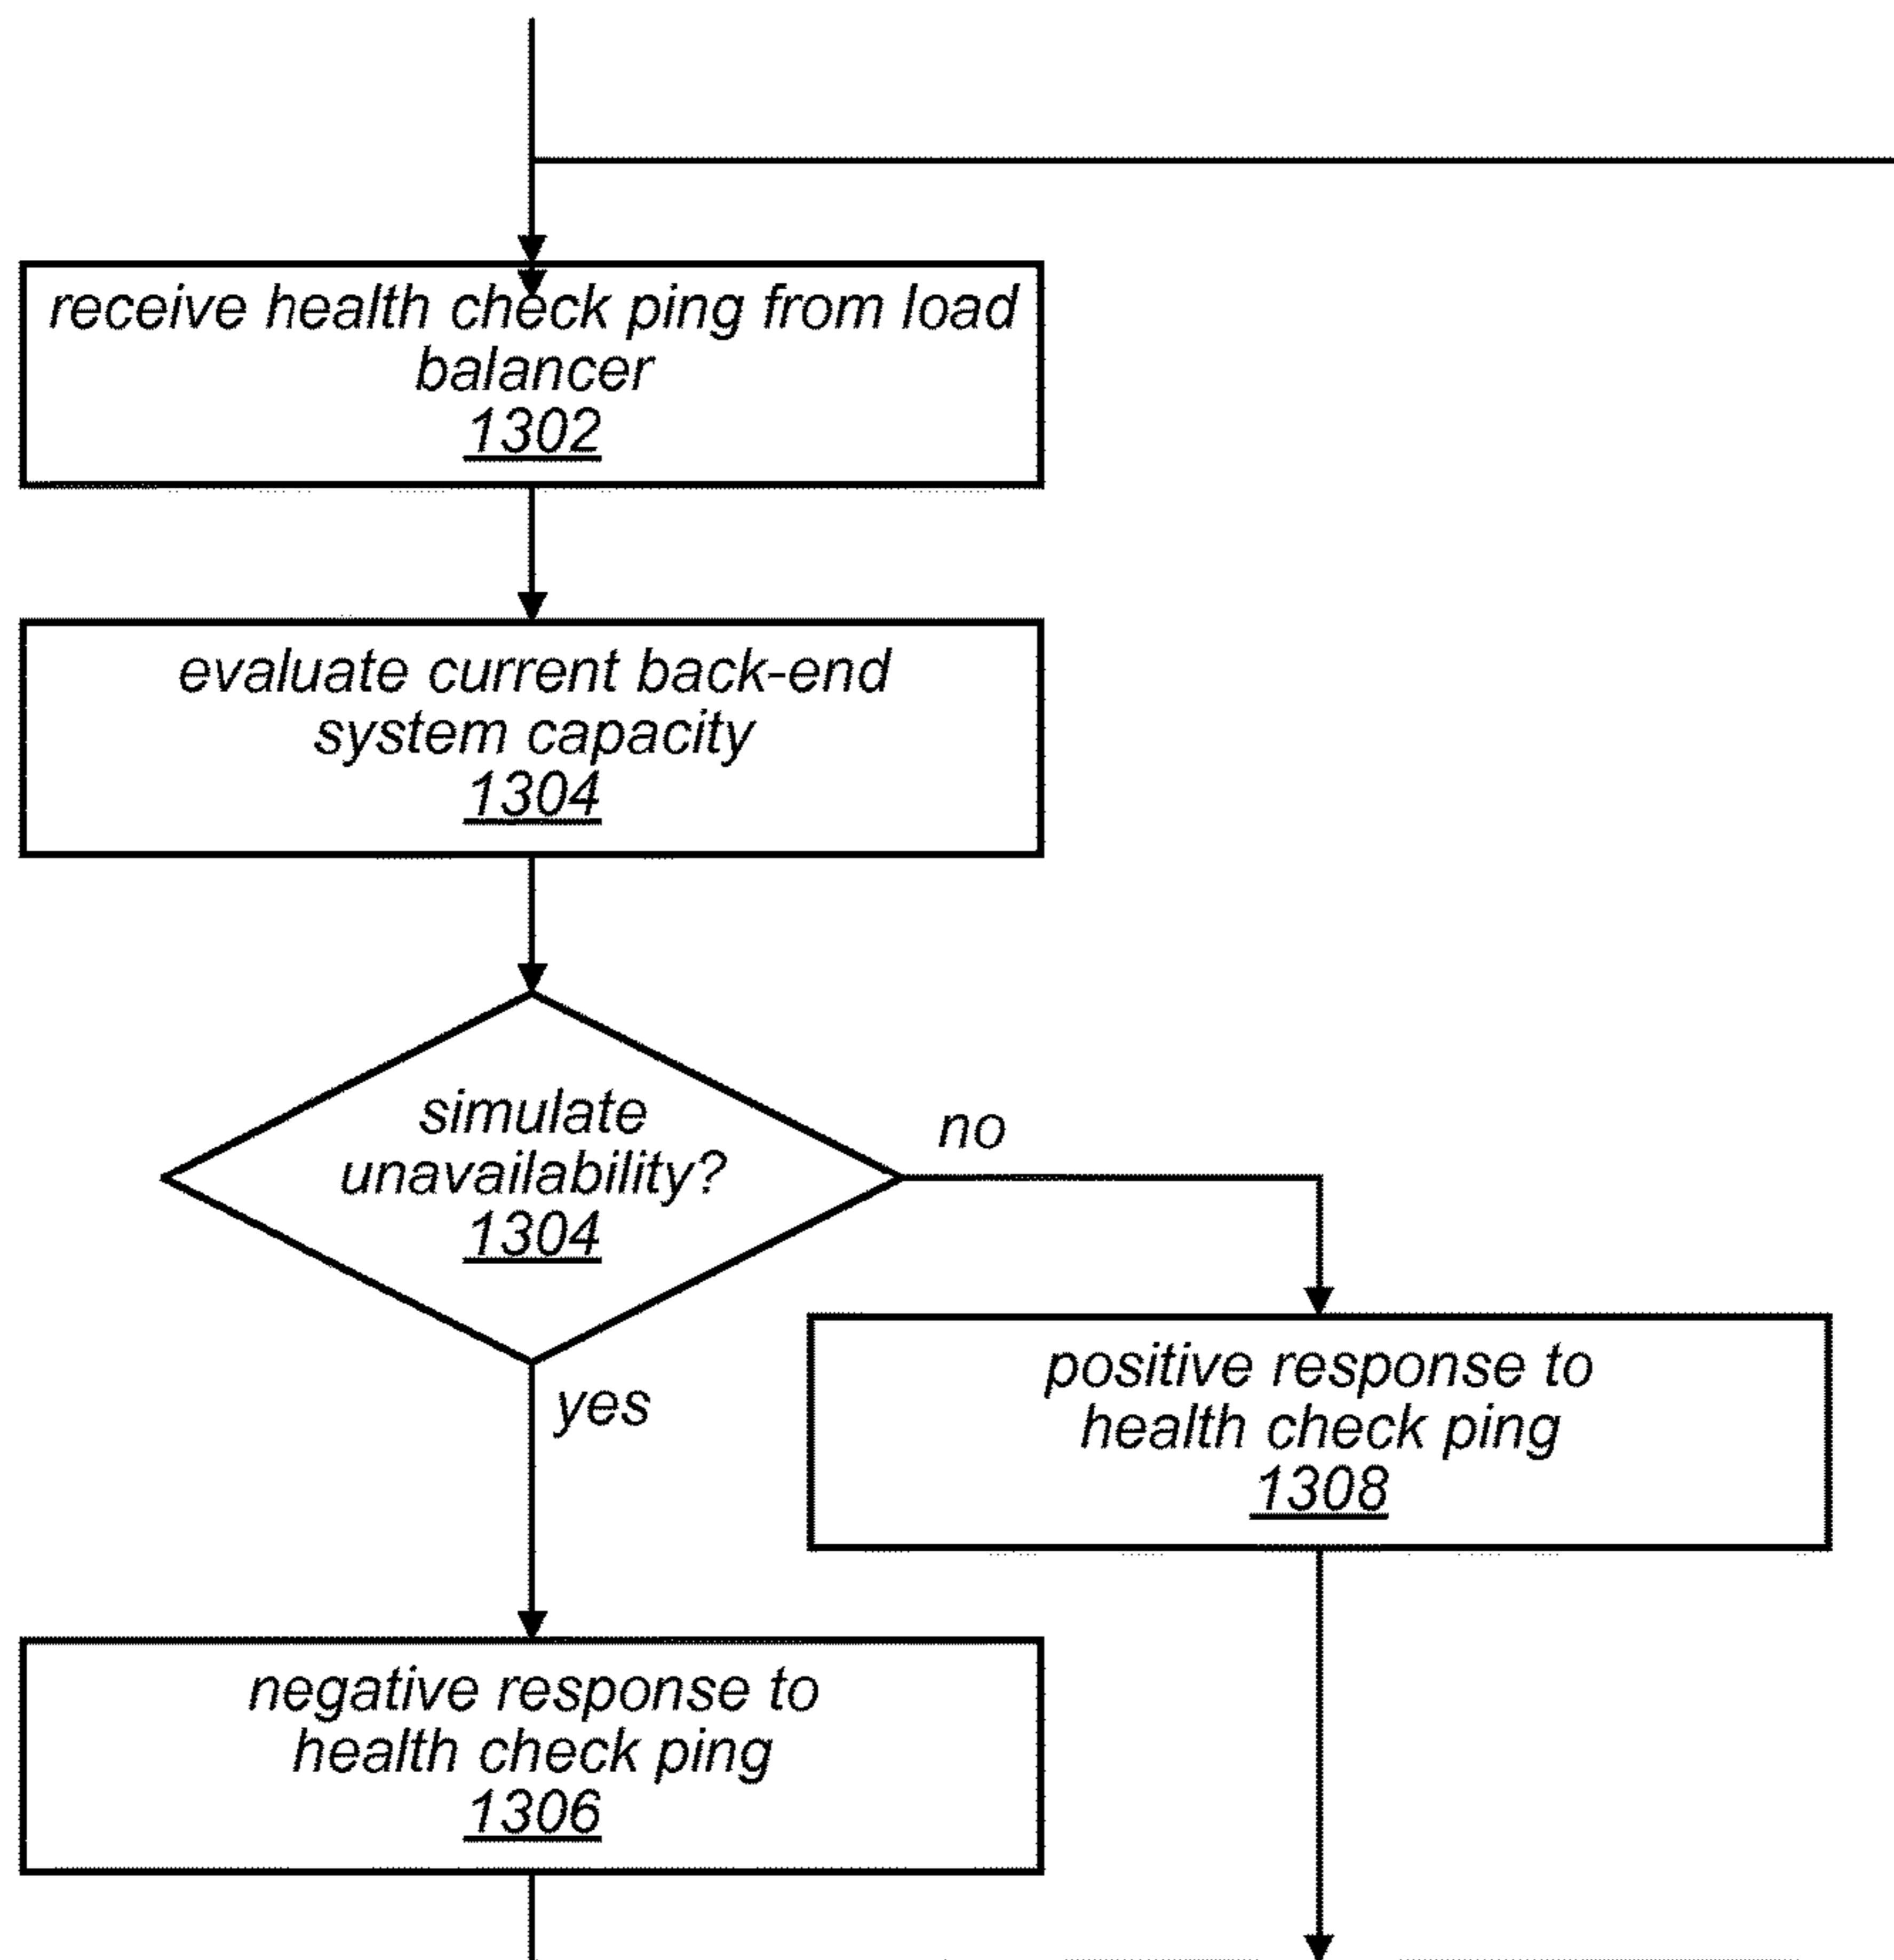 receive health check ping from load
balancer
1302
evaluate current back-end
system capacity
1304
simulate
unavailability?
1304
no
yes
positive response to
health check ping
1308
negative response to
health check ping
1306